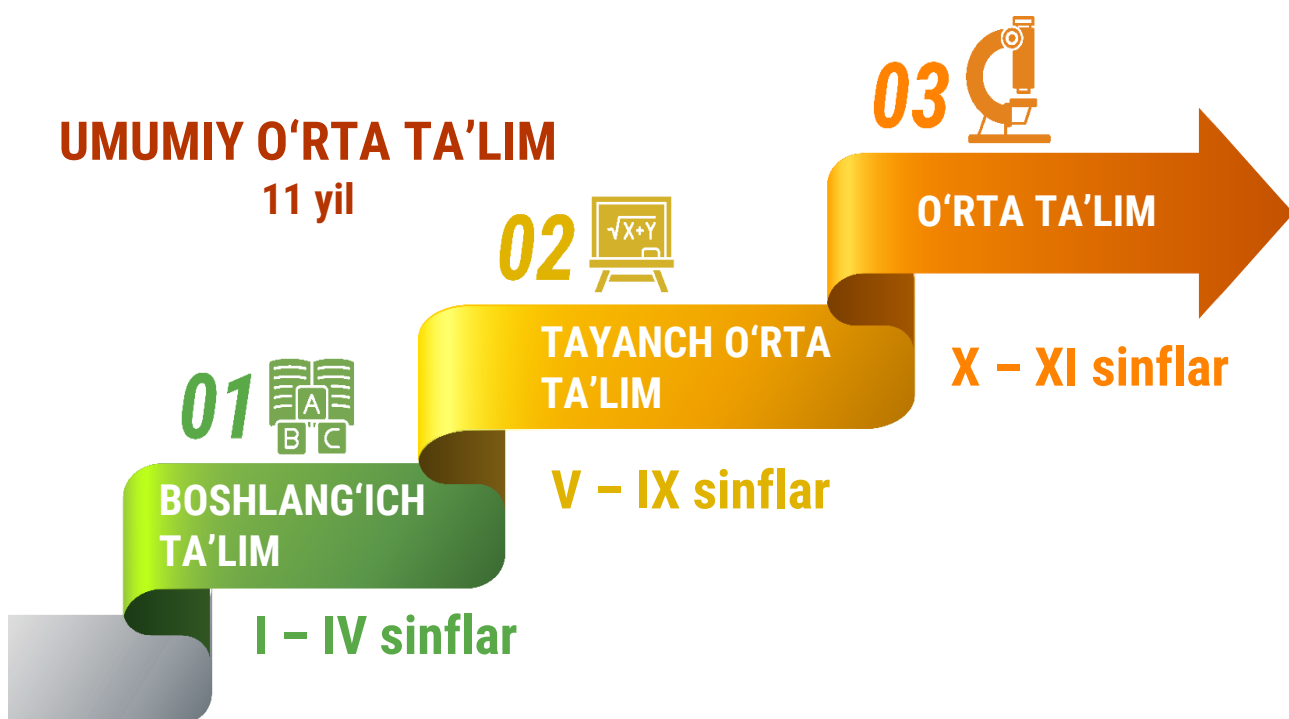 UMUMIY O‘RTA TA’LIM
11 yil
01
A
B C
BOSHLANG‘ICH
TA’LIM
I – IV sinflar
02
√X+Y
TAYANCH O‘RTA
TA’LIM
V – IX sinflar
03
O‘RTA TA’LIM
X – XI sinflar